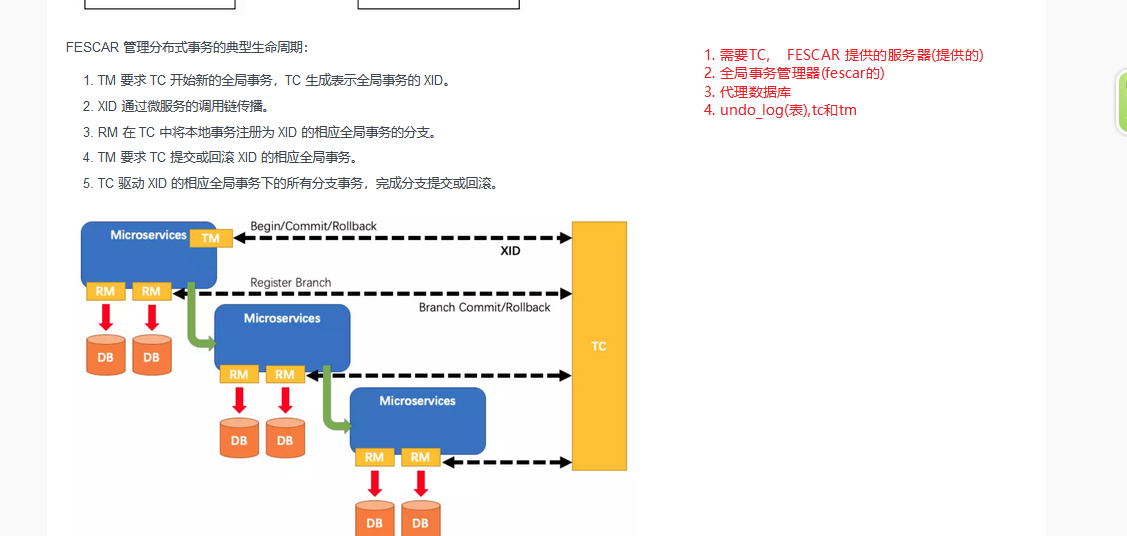 FESCAR 管理分布式事务的典型生命周期：
1. TM 要求 TC 开始新的全局事务，TC 生成表示全局事务的 XID。
2. XID 通过微服务的调用链传播。
3. RM 在 TC 中将本地事务注册为 XID 的相应全局事务的分支。
4. TM 要求 TC 提交或回滚 XID 的相应全局事务。
5. TC 驱动 XID 的相应全局事务下的所有分支事务，完成分支提交或回滚。
1. 需要TC， FESCAR 提供的服务器(提供的)
2. 全局事务管理器(fescar的)
3. 代理数据库
4. undo_log(表),tc和tm
Microservices TM
Begin/Commit/Rollback
XID
RM RM
Register Branch
Branch Commit/Rollback
DB DB
Microservices
TC
RM RM
DB DB
Microservices
RM RM
DB DB